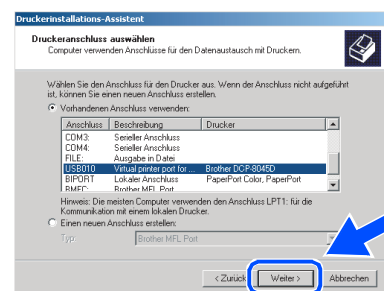 Druckerinstallations-Assistent
Druckeranschluss auswählen
Computer verwenden Anschlüsse für den Datenaustausch mit Druckern.
Wählen Sie den Anschluss für den Drucker aus. Wenn der Anschluss nicht aufgeführt
ist, können Sie einen neuen Anschluss erstellen.
Vorhandenen Anschluss verwenden:
Anschluss Beschreibung Drucker
COM3: Serieller Anschluss
COM4: Serieller Anschluss
FILE: Ausgabe in Datei
USB010 Virtual printer port for ... Brother DCP-8045D
BIPORT Lokaler Anschluss PaperPort Color, PaperPort
BMFC: Brother MFL Port
Hinweis: Die meisten Computer verwenden den Anschluss LPT1: für die
Kommunikation mit einem lokalen Drucker.
Einen neuen Anschluss erstellen:
Typ: Brother MFL Port
< Zurück Weiter > Abbrechen